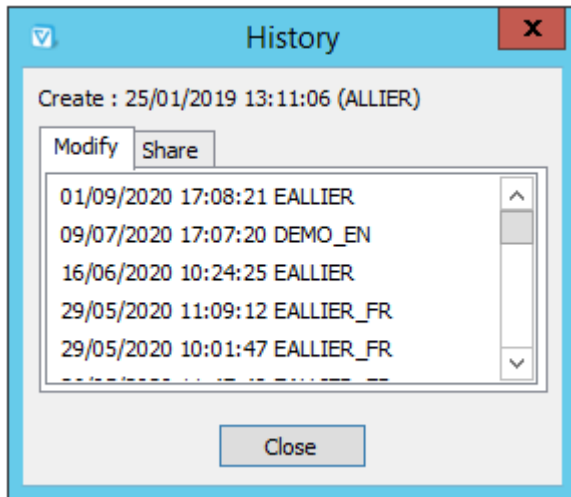 History
x
Create : 25/01/2019 13:11:06 (ALLIER)
Modify Share
01/09/2020 17:08:21 EALLIER
09/07/2020 17:07:20 DEMO_EN
16/06/2020 10:24:25 EALLIER
29/05/2020 11:09:12 EALLIER_FR
29/05/2020 10:01:47 EALLIER_FR
Close